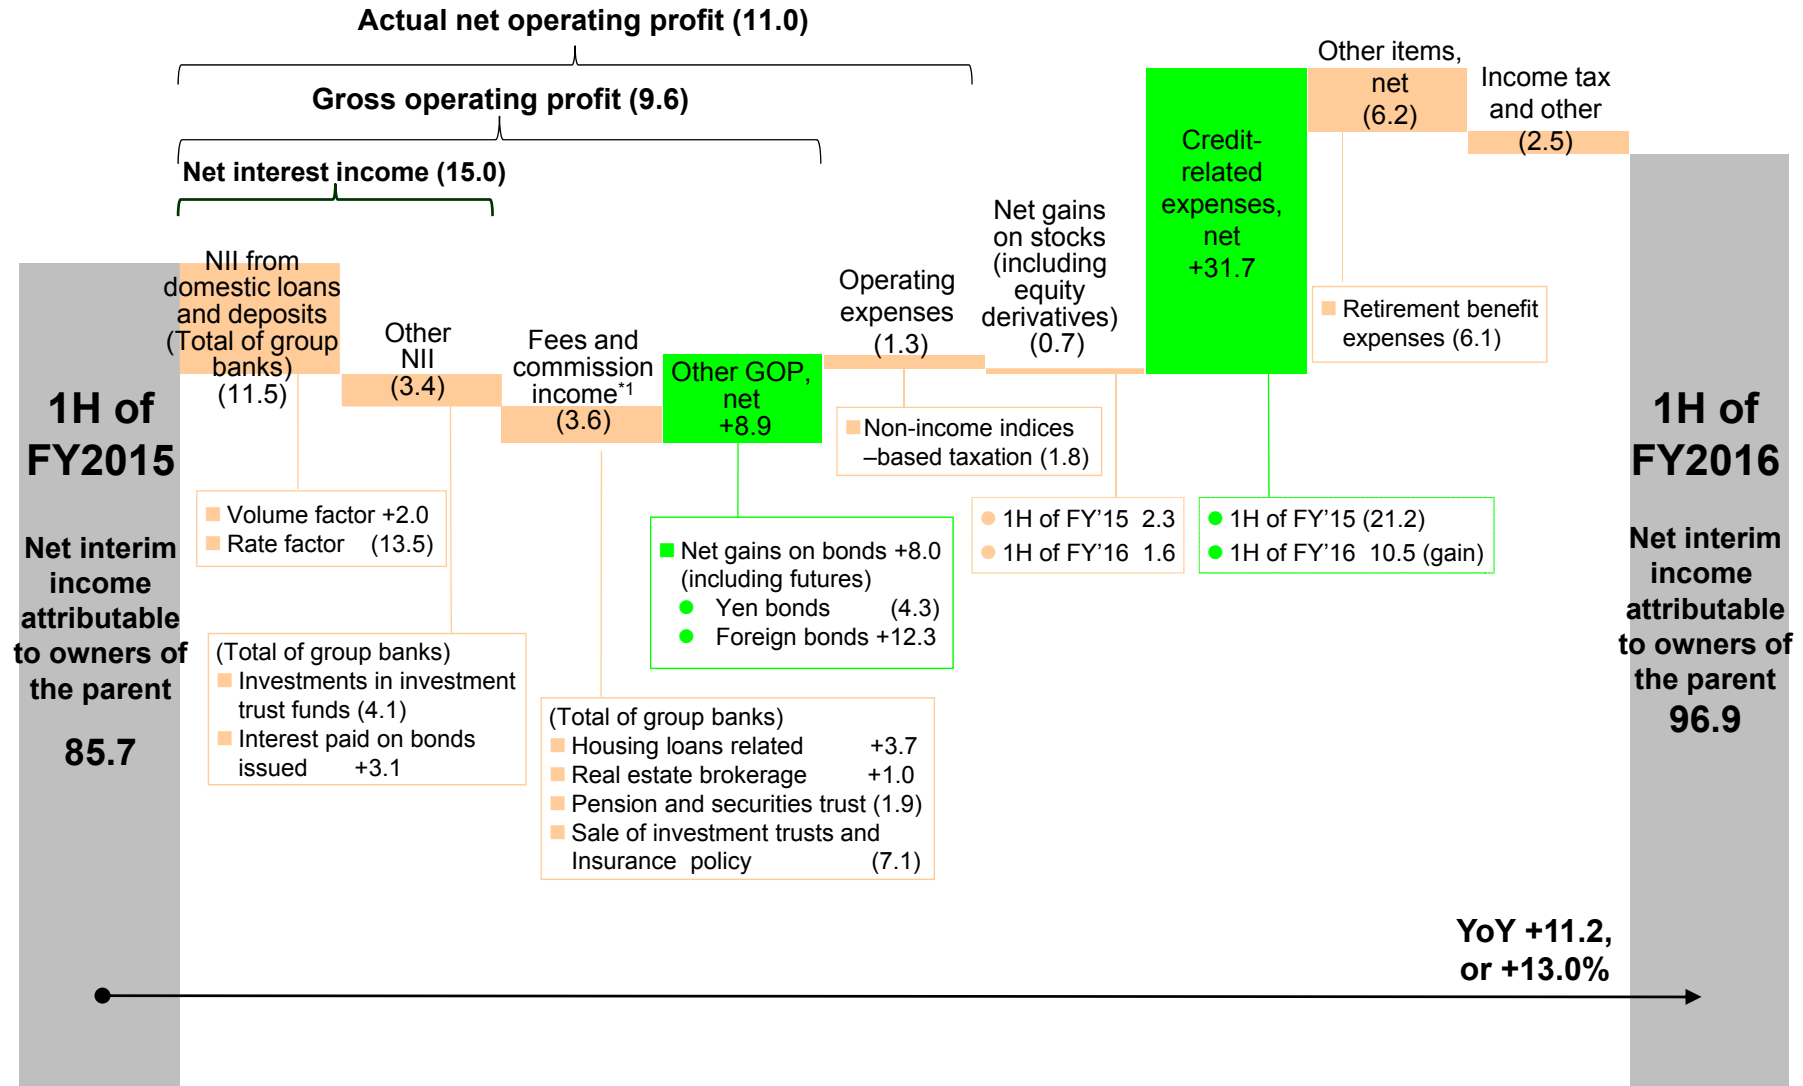 Actual net operating profit (11.0)
Gross operating profit (9.6)
Net interest income (15.0)
1H of
FY2015
Net interim
income
attributable
to owners of
the parent
85.7
NII from
domestic loans
and deposits
(Total of group
banks)
(11.5)
Volume factor +2.0
Rate factor (13.5)
Other
NII
(3.4)
(Total of group banks)
Investments in investment
trust funds (4.1)
Interest paid on bonds
issued +3.1
Fees and
commission
income*1
(3.6)
(Total of group banks)
Housing loans related +3.7
Real estate brokerage +1.0
Pension and securities trust (1.9)
Sale of investment trusts and
Insurance policy (7.1)
Other GOP,
net
+8.9
Net gains on bonds +8.0
(including futures)
Yen bonds (4.3)
Foreign bonds +12.3
Operating
expenses
(1.3)
Non-income indices
–based taxation (1.8)
Net gains
on stocks
(including
equity
derivatives)
(0.7)
1H of FY’15 2.3
1H of FY’16 1.6
Credit-
related
expenses,
net
+31.7
1H of FY’15 (21.2)
1H of FY’16 10.5 (gain)
Other items,
net
(6.2)
Retirement benefit
expenses (6.1)
Income tax
and other
(2.5)
1H of
FY2016
Net interim
income
attributable
to owners of
the parent
96.9
YoY +11.2,
or +13.0%